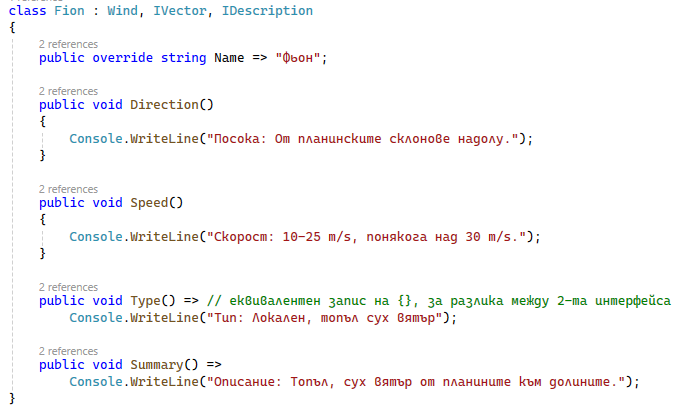 class Fion : Wind, IVector, IDescription
{
2 references
public override string Name => "Фьон";
2 references
public void Direction()
{
Console.WriteLine("Посока: От планинските склонове надолу.");
}
2 references
public void Speed()
{
Console.WriteLine("Скорост: 10-25 m/s, понякога над 30 m/s.");
}
2 references
public void Type() => // еквивалентен запис на {}, за разлика между 2-та интерфейса
Console.WriteLine("Тип: Локален, топъл сух вятър");
2 references
public void Summary() =>
Console.WriteLine("Описание: Топъл, сух вятър от планините към долините.");
}